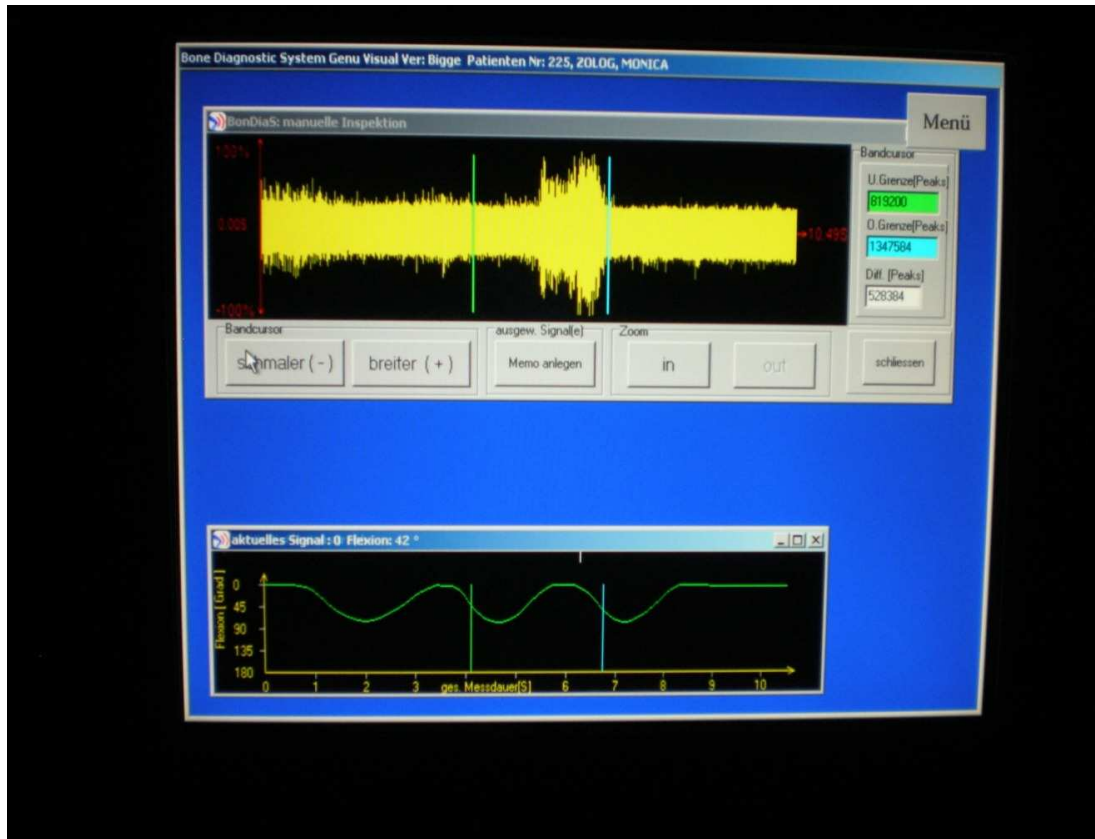 Bone Diagnostic System Genu Visual Ver: Bigge Patienten Nr: 225, ZOLOG, MONICA
Menü
BonDiaS: manuelle Inspektion
100%
0.00S
-100%
10.49S
Bandcursor
U.Grenze[Peaks]
819200
O.Grenze[Peaks]
1347584
Diff. [Peaks]
528384
Bandcursor
schmaler ( - )
breiter ( + )
ausgew. Signal(e)
Memo anlegen
Zoom
in
out
schliessen
aktuelles Signal : 0 Flexion: 42 °
Flexion [ Grad ]
0
45
90
135
180
0 1 2 3 ges. Messdauer[S] 6 7 8 9 10